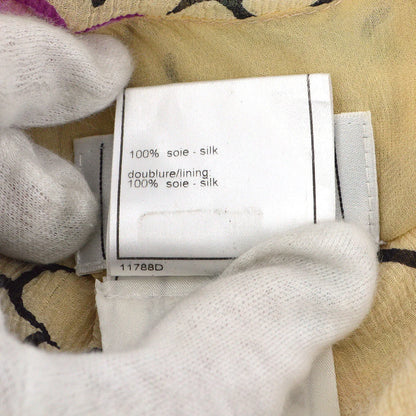 100% soie - silk
doublure/lining:
100% soie - silk
11788D